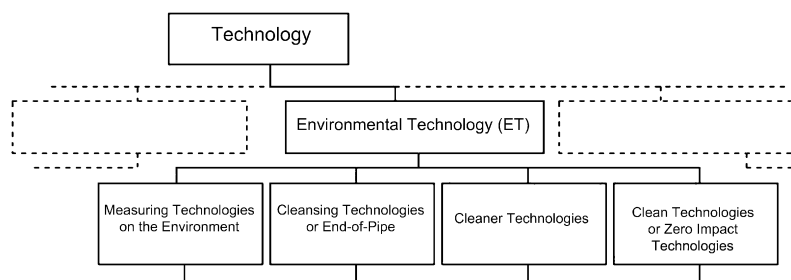 Technology
Environmental Technology (ET)
Measuring Technologies
on the Environment
Cleansing Technologies
or End-of-Pipe
Cleaner Technologies
Clean Technologies
or Zero Impact
Technologies